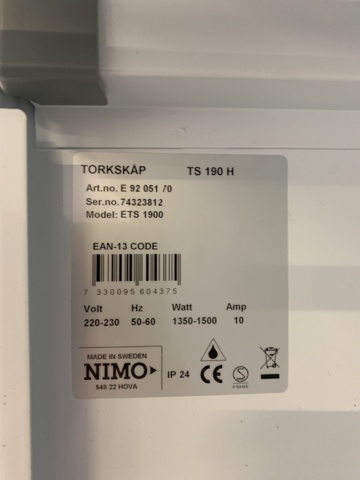 TORKSKÅP TS 190 H
Art.no. E 92 051 70
Ser.no.74323812
Model: ETS 1900
EAN-13 CODE
7 330095 604375
Volt Hz Watt Amp
220-230 50-60 1350-1500 10
MADE IN SWEDEN
NIMO
548 22 HOVA
IP 24
CE
S